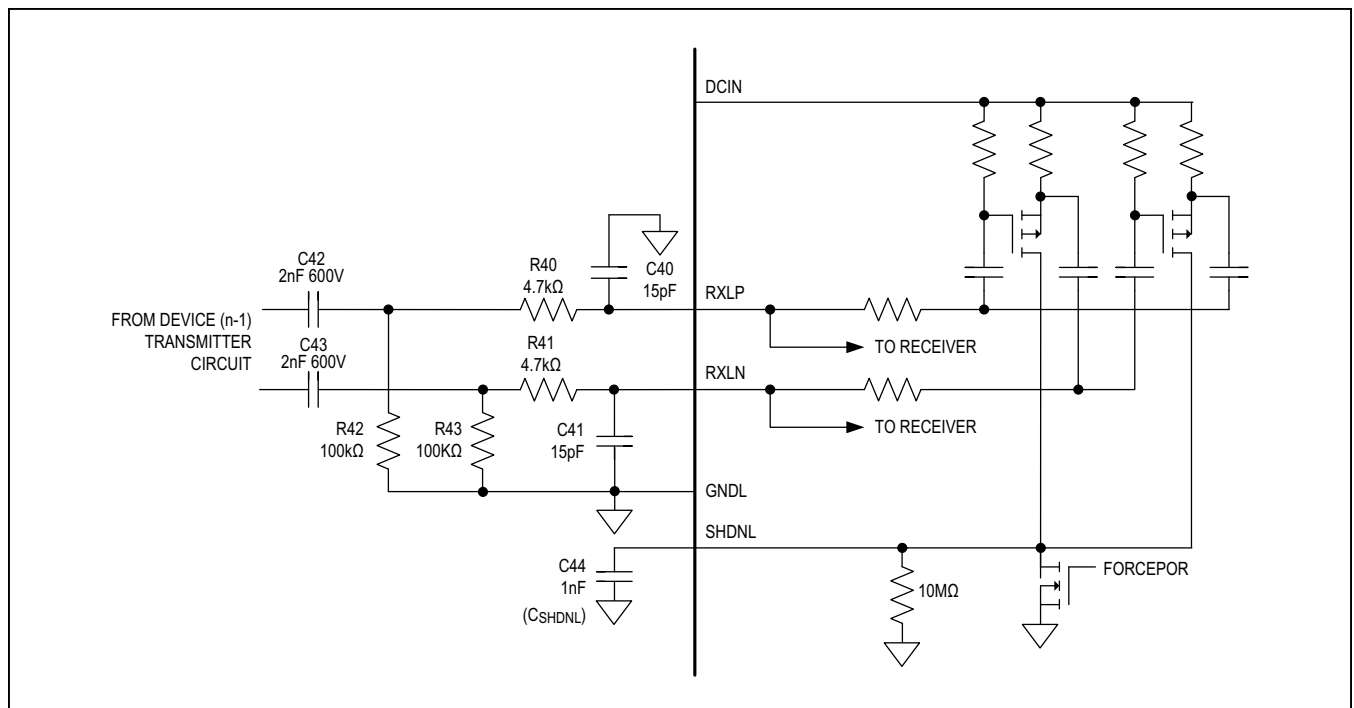 DCIN
C42
2nF 600V
R40
4.7kΩ
C40
15pF
RXLP
FROM DEVICE (n-1)
TRANSMITTER
CIRCUIT
TO RECEIVER
C43
2nF 600V
R41
4.7kΩ
RXLN
TO RECEIVER
R42
100kΩ
R43
100KΩ
C41
15pF
GNDL
SHDNL
C44
1nF
(CSHDNL)
10MΩ
FORCEPOR